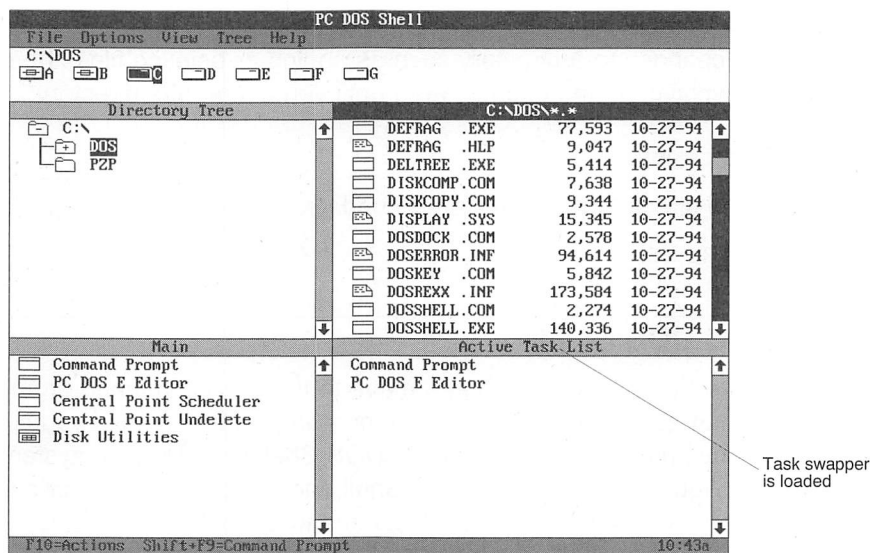 PC DOS Shell
File Options View Tree Help
C:\DOS
A B C D E F G
Directory Tree
C:\
DOS
PZP
C:\DOS\*.*
DEFRAG .EXE 77,593 10-27-94
DEFRAG .HLP 9,047 10-27-94
DELTREE .EXE 5,414 10-27-94
DISKCOMP.COM 7,638 10-27-94
DISKCOPY.COM 9,344 10-27-94
DISPLAY .SYS 15,345 10-27-94
DOSDOCK .COM 2,578 10-27-94
DOSERROR.INF 94,614 10-27-94
DOSKEY .COM 5,842 10-27-94
DOSREXX .INF 173,584 10-27-94
DOSSHELL.COM 2,274 10-27-94
DOSSHELL.EXE 140,336 10-27-94
Main
Command Prompt
PC DOS E Editor
Central Point Scheduler
Central Point Undelete
Disk Utilities
Active Task List
Command Prompt
PC DOS E Editor
Task swapper
is loaded
F10=Actions Shift+F9=Command Prompt 10:43a